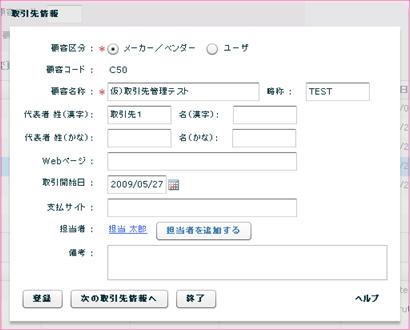 取引先情報
顧客区分 : * メーカー／ベンダー ユーザ
顧客コード : C50
顧客名称 : * (仮)取引先管理テスト 略称 : TEST
代表者 姓(漢字) : 取引先1 名(漢字) :
代表者 姓(かな) : 名(かな) :
Webページ :
取引開始日 : 2009/05/27
支払サイト :
担当者 : 担当 太郎 担当者を追加する
備考 :
登録 次の取引先情報へ 終了 ヘルプ